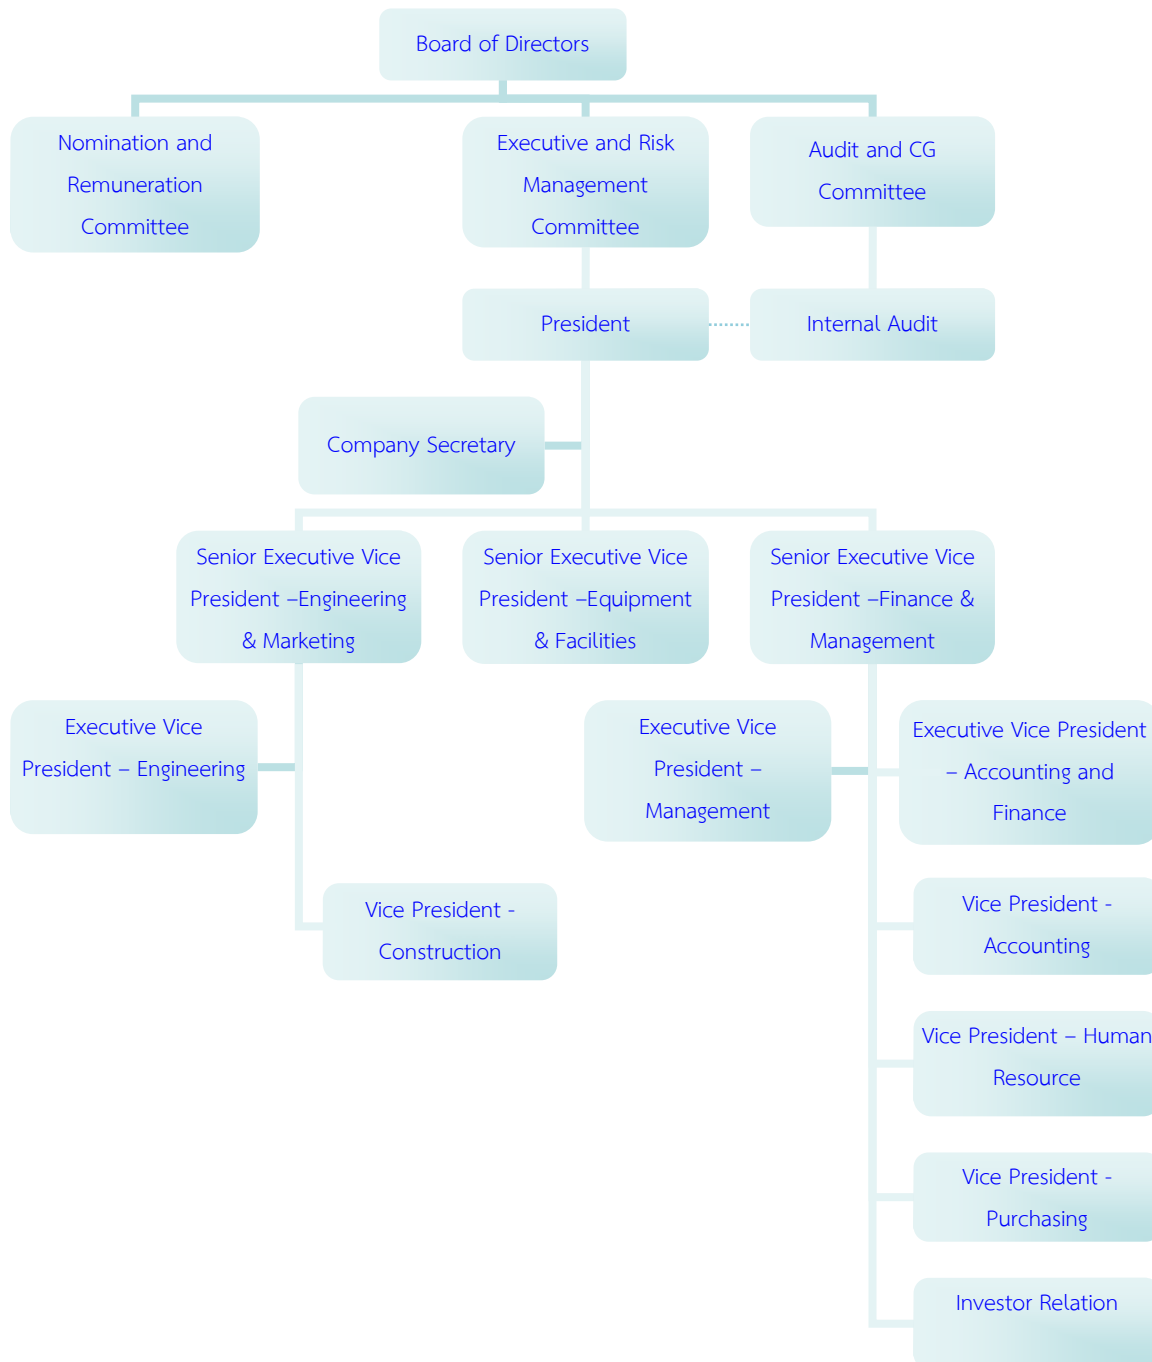 Board of Directors
Nomination and
Remuneration
Committee
Executive and Risk
Management
Committee
Audit and CG
Committee
President
Internal Audit
Company Secretary
Senior Executive Vice
President –Engineering
& Marketing
Senior Executive Vice
President –Equipment
& Facilities
Senior Executive Vice
President –Finance &
Management
Executive Vice
President – Engineering
Executive Vice
President –
Management
Executive Vice President
– Accounting and
Finance
Vice President -
Construction
Vice President -
Accounting
Vice President – Human
Resource
Vice President -
Purchasing
Investor Relation